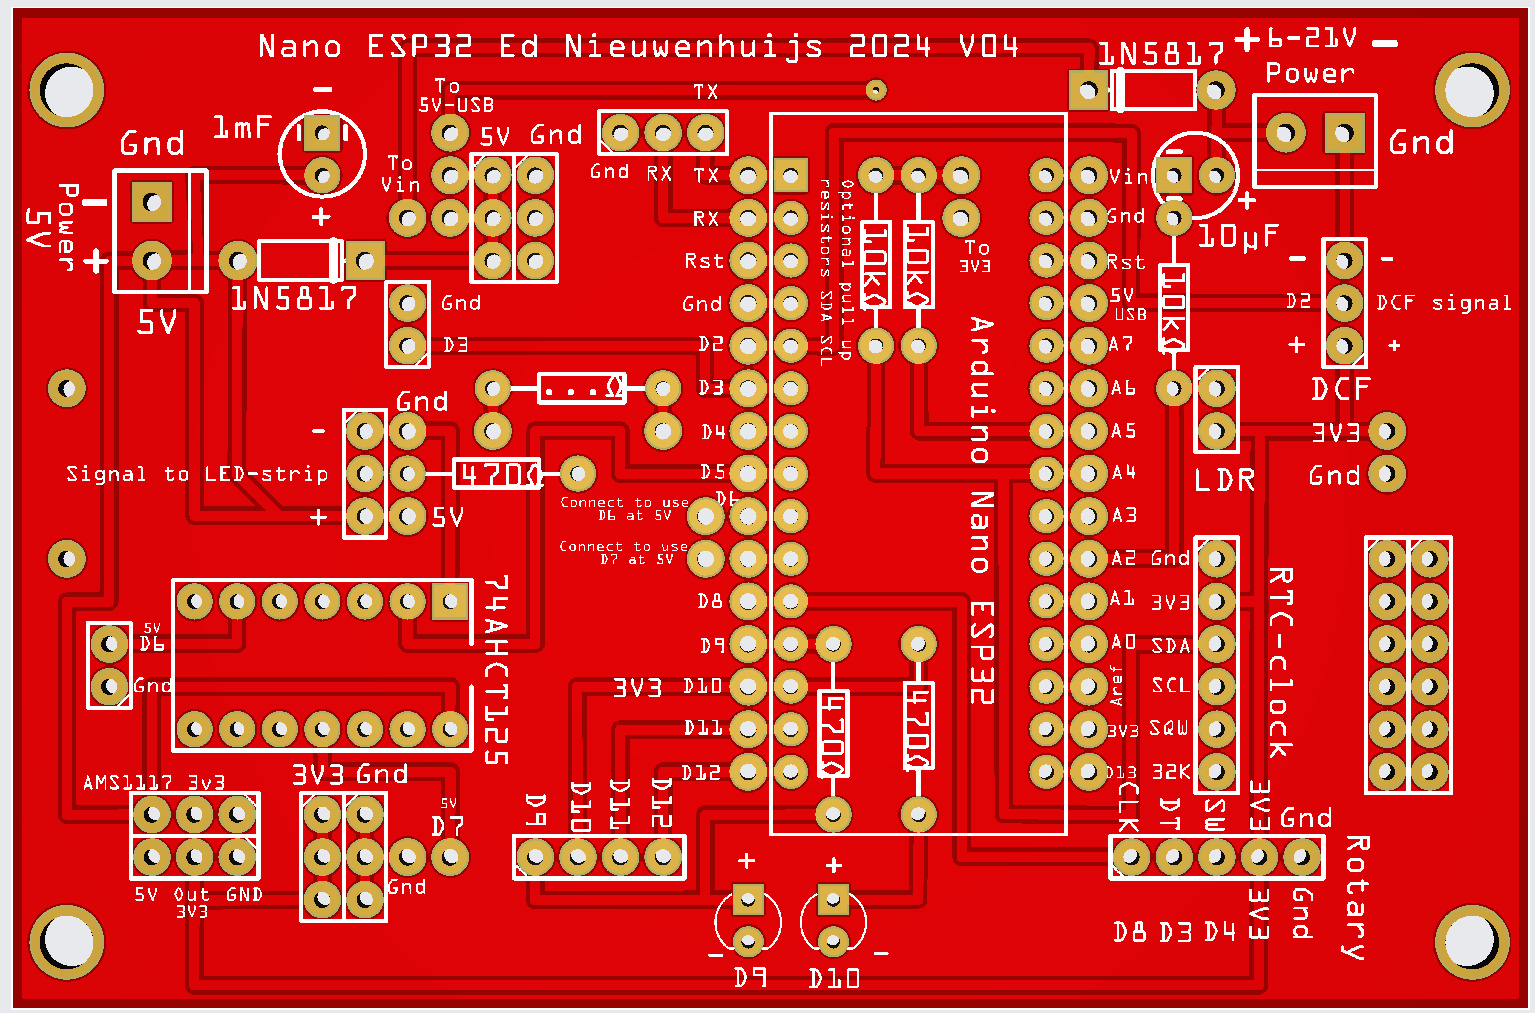 Nano ESP32 Ed Nieuwenhuijs 2024 V04
1N5817
+ 6-21V -
Power
Gnd
To
5V-USB
TX
-
1mF
+
Gnd
Power
5V
-
+
5V
1N5817
To
Vin
5V Gnd
Gnd RX TX
RX
Rst
Gnd
D2
D3
D4
D5
D6
Connect to use
D6 at 5V
Connect to use
D7 at 5V
D8
D9
3V3 D10
D11
D12
Optional pull up
resistors SDA SCL
10kΩ
10kΩ
To
3V3
Arduino Nano ESP32
470Ω
470Ω
Vin
Gnd
Rst
5V
USB
A7
A6
A5
A4
A3
A2
A1
A0
Aref
3V3
D13
-
-
+
10µF
10kΩ
- -
D2 DCF signal
+ +
DCF
LDR
3V3
Gnd
Gnd
3V3
SDA
SCL
SQW
32K
RTC-clock
Gnd
D3
...Ω
Gnd
-
Signal to LED-strip
+
470Ω
5V
74AHCT125
5V
D6
Gnd
AMS1117 3v3
5V Out GND
3V3
3V3 Gnd
5V
D7
Gnd
D9 D10 D11 D12
+
-
D9
+
-
D10
CLK DT SW 3V3 Gnd
D8 D3 D4 3V3 Gnd
Rotary